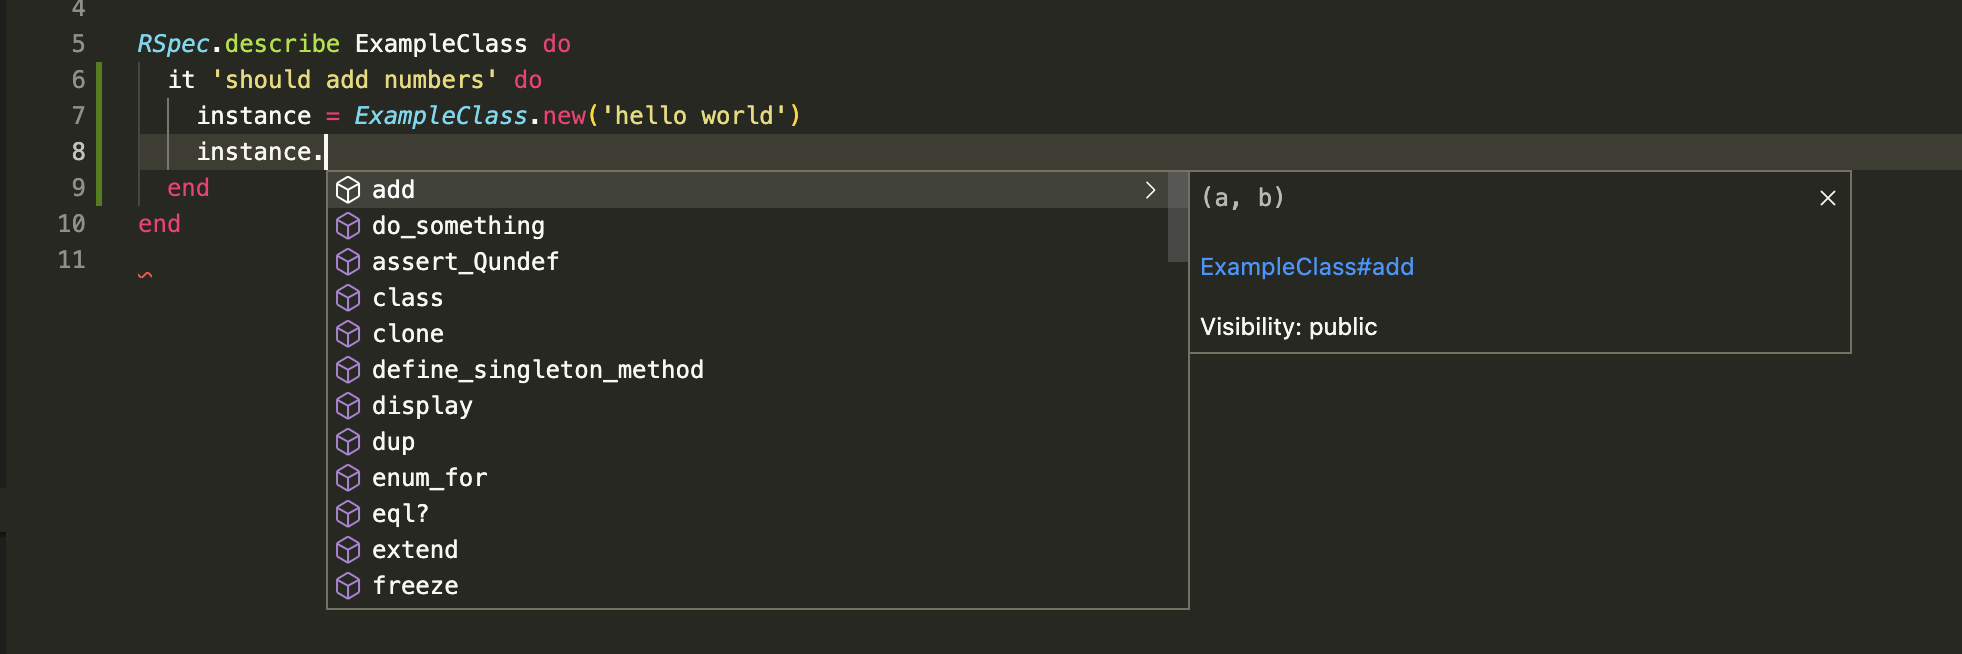 4
5 RSpec.describe ExampleClass do
6 it 'should add numbers' do
7 instance = ExampleClass.new('hello world')
8 instance.
9 end
10 end
11
add
do_something
assert_Qundef
class
clone
define_singleton_method
display
dup
enum_for
eql?
extend
freeze
(a, b)
ExampleClass#add
Visibility: public